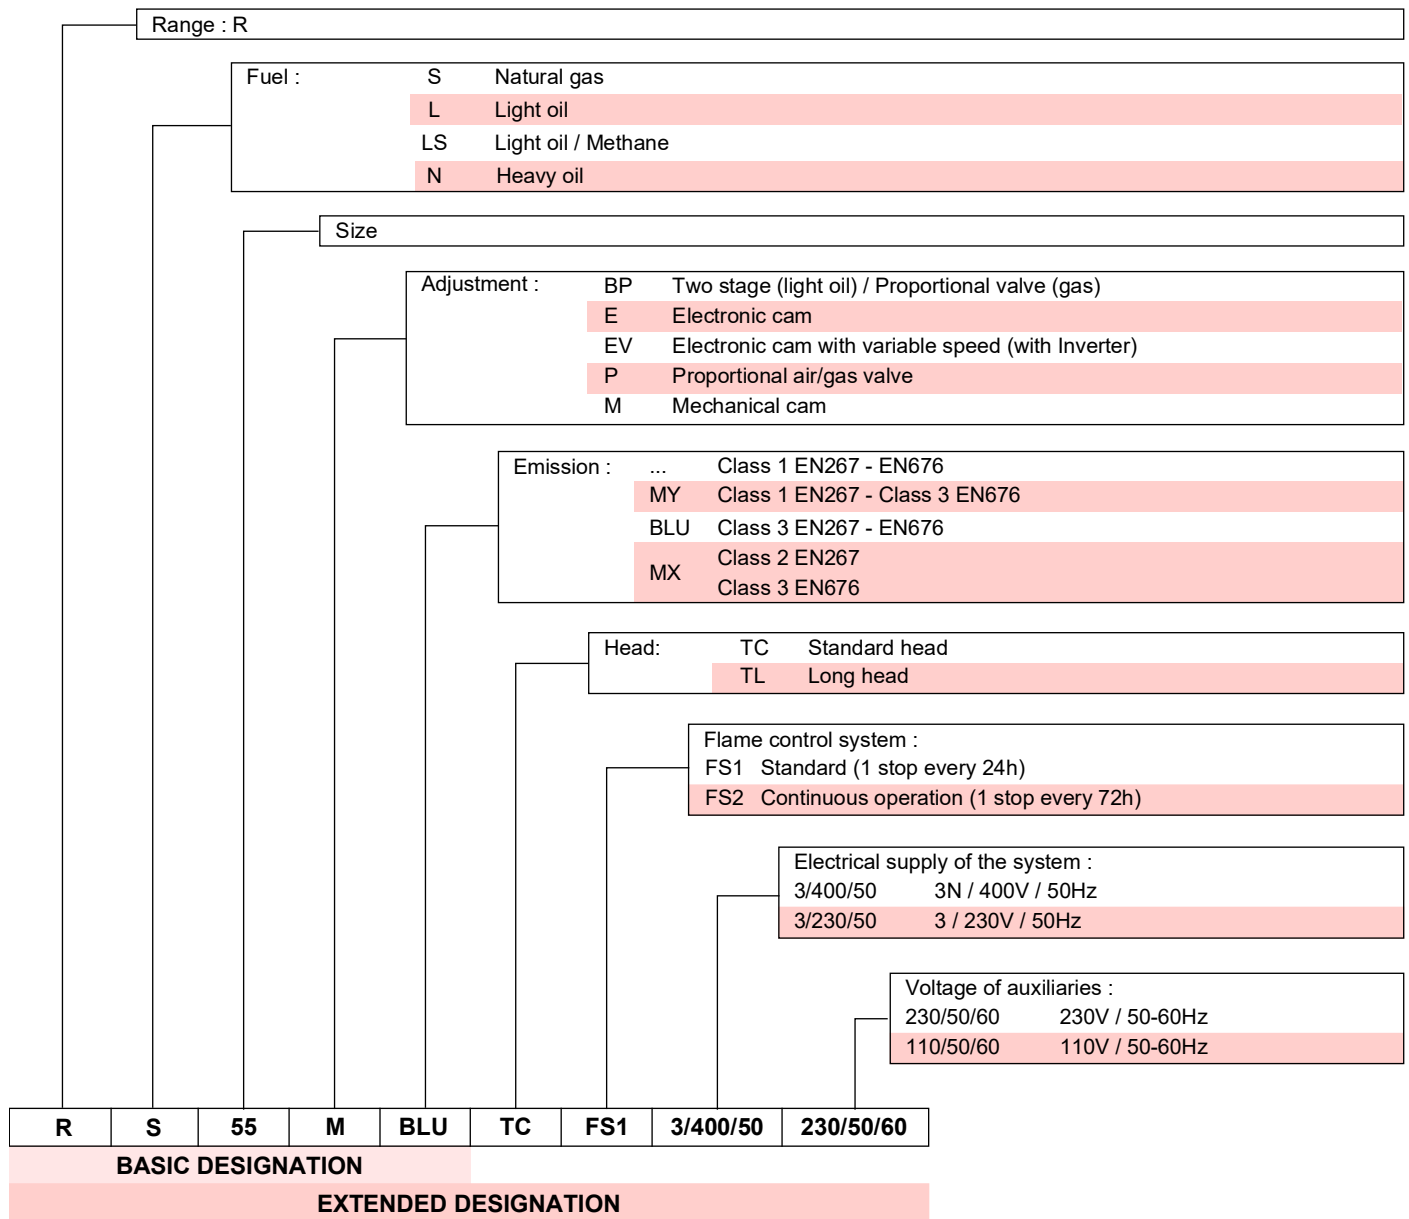 Range : R
Fuel : S Natural gas
L Light oil
LS Light oil / Methane
N Heavy oil
Size
Adjustment : BP Two stage (light oil) / Proportional valve (gas)
E Electronic cam
EV Electronic cam with variable speed (with Inverter)
P Proportional air/gas valve
M Mechanical cam
Emission : ... Class 1 EN267 - EN676
MY Class 1 EN267 - Class 3 EN676
BLU Class 3 EN267 - EN676
MX Class 2 EN267
Class 3 EN676
Head: TC Standard head
TL Long head
Flame control system :
FS1 Standard (1 stop every 24h)
FS2 Continuous operation (1 stop every 72h)
Electrical supply of the system :
3/400/50 3N / 400V / 50Hz
3/230/50 3 / 230V / 50Hz
Voltage of auxiliaries :
230/50/60 230V / 50-60Hz
110/50/60 110V / 50-60Hz
R S 55 M BLU TC FS1 3/400/50 230/50/60
BASIC DESIGNATION
EXTENDED DESIGNATION